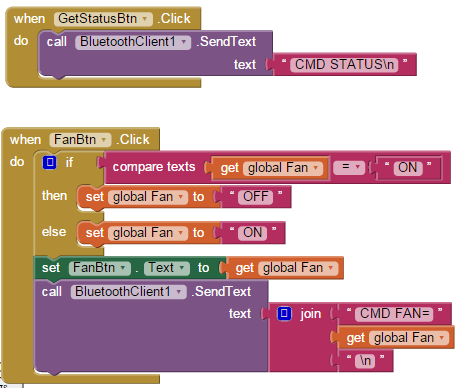 when GetStatusBtn .Click
do call BluetoothClient1 .SendText
text “ CMD STATUS\n ”
when FanBtn .Click
do if compare texts get global Fan = “ ON ”
then set global Fan to “ OFF ”
else set global Fan to “ ON ”
set FanBtn . Text to get global Fan
call BluetoothClient1 .SendText
text join “ CMD FAN= ”
get global Fan
“ \n ”